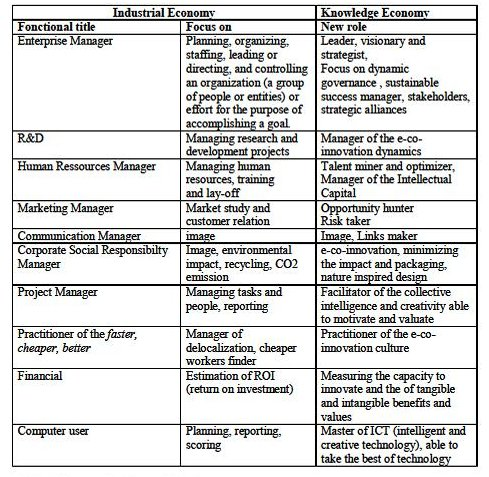 Industrial Economy Knowledge Economy
Fonctional title Focus on New role
Enterprise Manager
Planning, organizing,
staffing, leading or
directing, and controlling
an organization (a group
of people or entities) or
effort for the purpose of
accomplishing a goal.
Leader, visionary and
strategist,
Focus on dynamic
governance , sustainable
success manager, stakeholders,
strategic alliances
R&D
Managing research and
development projects
Manager of the e-co-
innovation dynamics
Human Ressources Manager
Managing human
resources, training
and lay-off
Talent miner and optimizer,
Manager of the Intellectual
Capital
Marketing Manager
Market study and
customer relation
Opportunity hunter
Risk taker
Communication Manager
image
Image, Links maker
Corporate Social Responsibilty
Manager
Image, environmental
impact, recycling, CO2
emission
e-co-innovation, minimizing
the impact and packaging,
nature inspired design
Project Manager
Managing tasks and
people, reporting
Facilitator of the collective
intelligence and creativity able
to motivate and valuate
Practitioner of the faster,
cheaper, better
Manager of
delocalization, cheaper
workers finder
Practitioner of the e-co-
innovation culture
Financial
Estimation of ROI
(return on investment)
Measuring the capacity to
innovate and the of tangible
and intangible benefits and
values
Computer user
Planning, reporting,
scoring
Master of ICT (intelligent and
creative technology), able to
take the best of technology